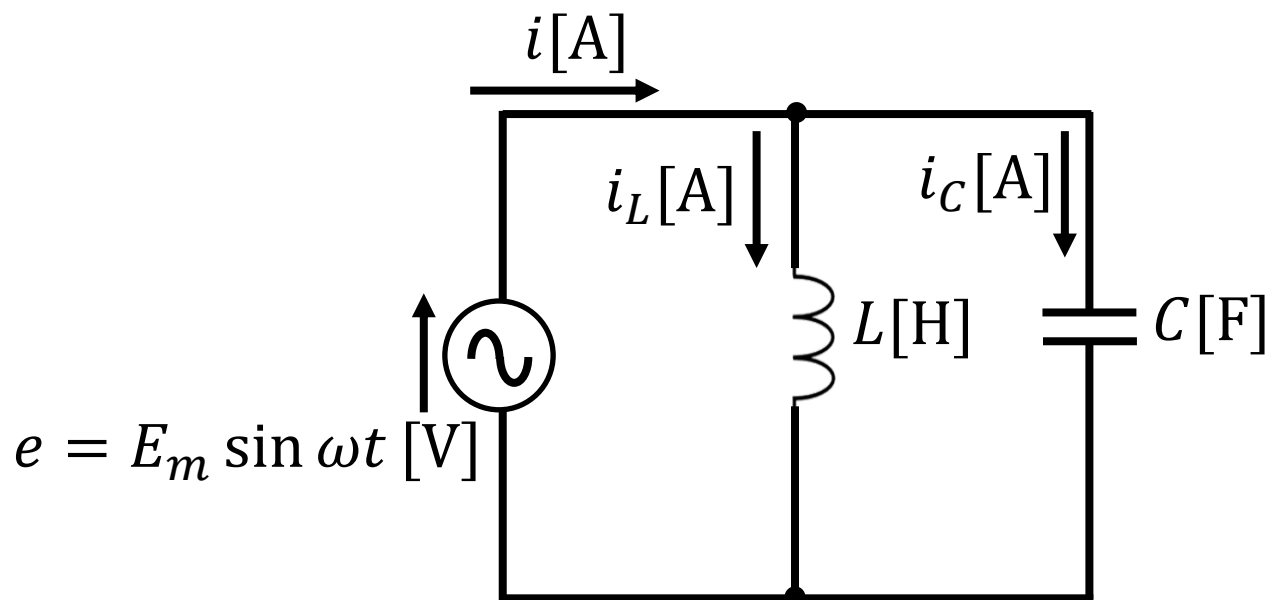 i[A]
i_L[A]
i_C[A]
L[H]
C[F]
e = E_m sin ωt [V]